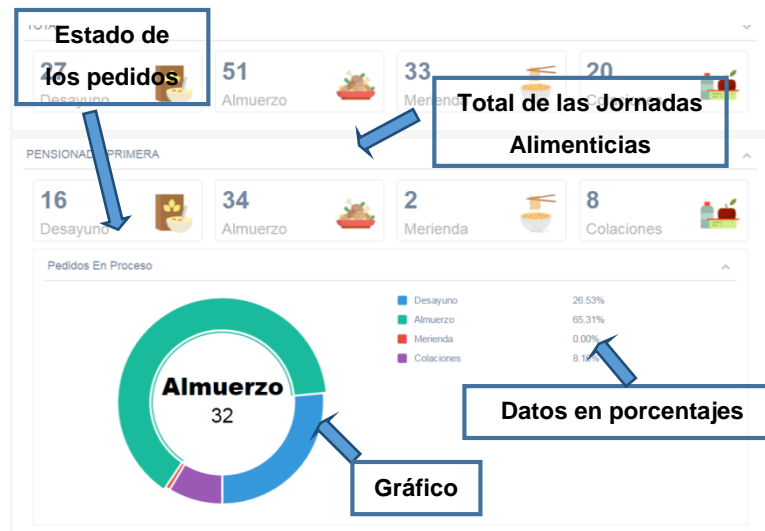 TOTAL
Estado de
los pedidos
27
Desayuno
51
Almuerzo
33
Merienda
20
Colaciones
Total de las Jornadas
Alimenticias
PENSIONADO PRIMERA
16
Desayuno
34
Almuerzo
2
Merienda
8
Colaciones
Pedidos En Proceso
Desayuno 26.53%
Almuerzo 65.31%
Merienda 0.00%
Colaciones 8.16%
Almuerzo
32
Datos en porcentajes
Gráfico